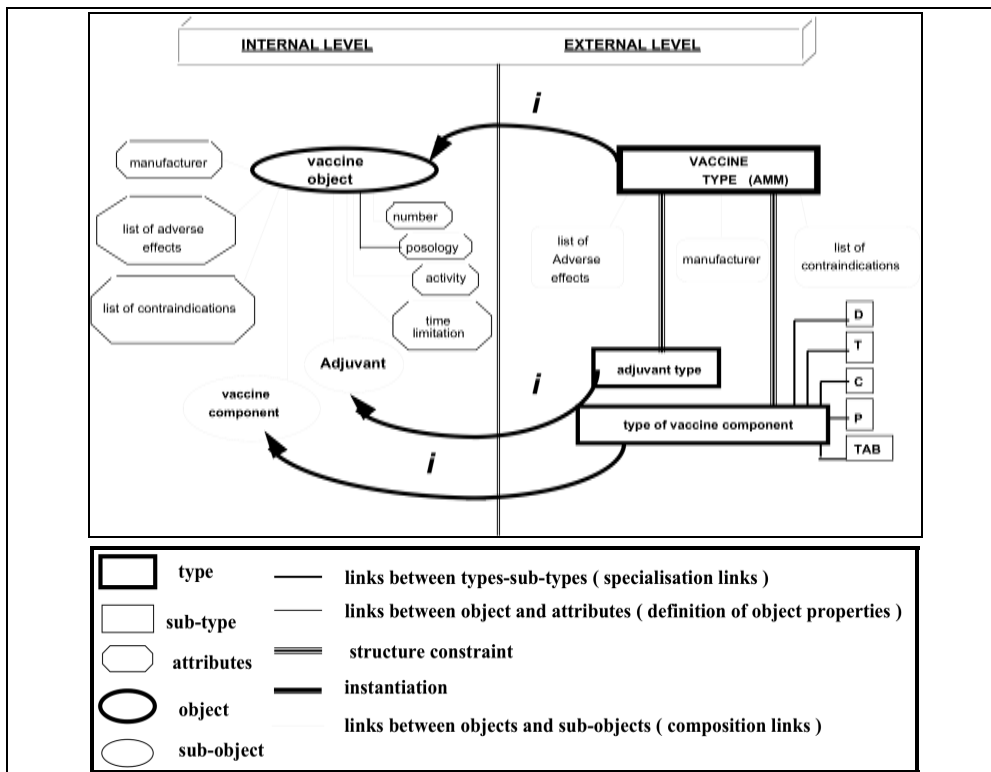 INTERNAL LEVEL
EXTERNAL LEVEL
i
vaccine
object
VACCINE
TYPE (AMM)
manufacturer
list of adverse
effects
list of contraindications
number
posology
activity
time
limitation
Adjuvant
vaccine
component
list of
Adverse
effects
manufacturer
list of
contraindications
i
adjuvant type
type of vaccine component
i
D
T
C
P
TAB
type
links between types-sub-types ( specialisation links )
sub-type
links between object and attributes ( definition of object properties )
attributes
structure constraint
instantiation
object
links between objects and sub-objects ( composition links )
sub-object